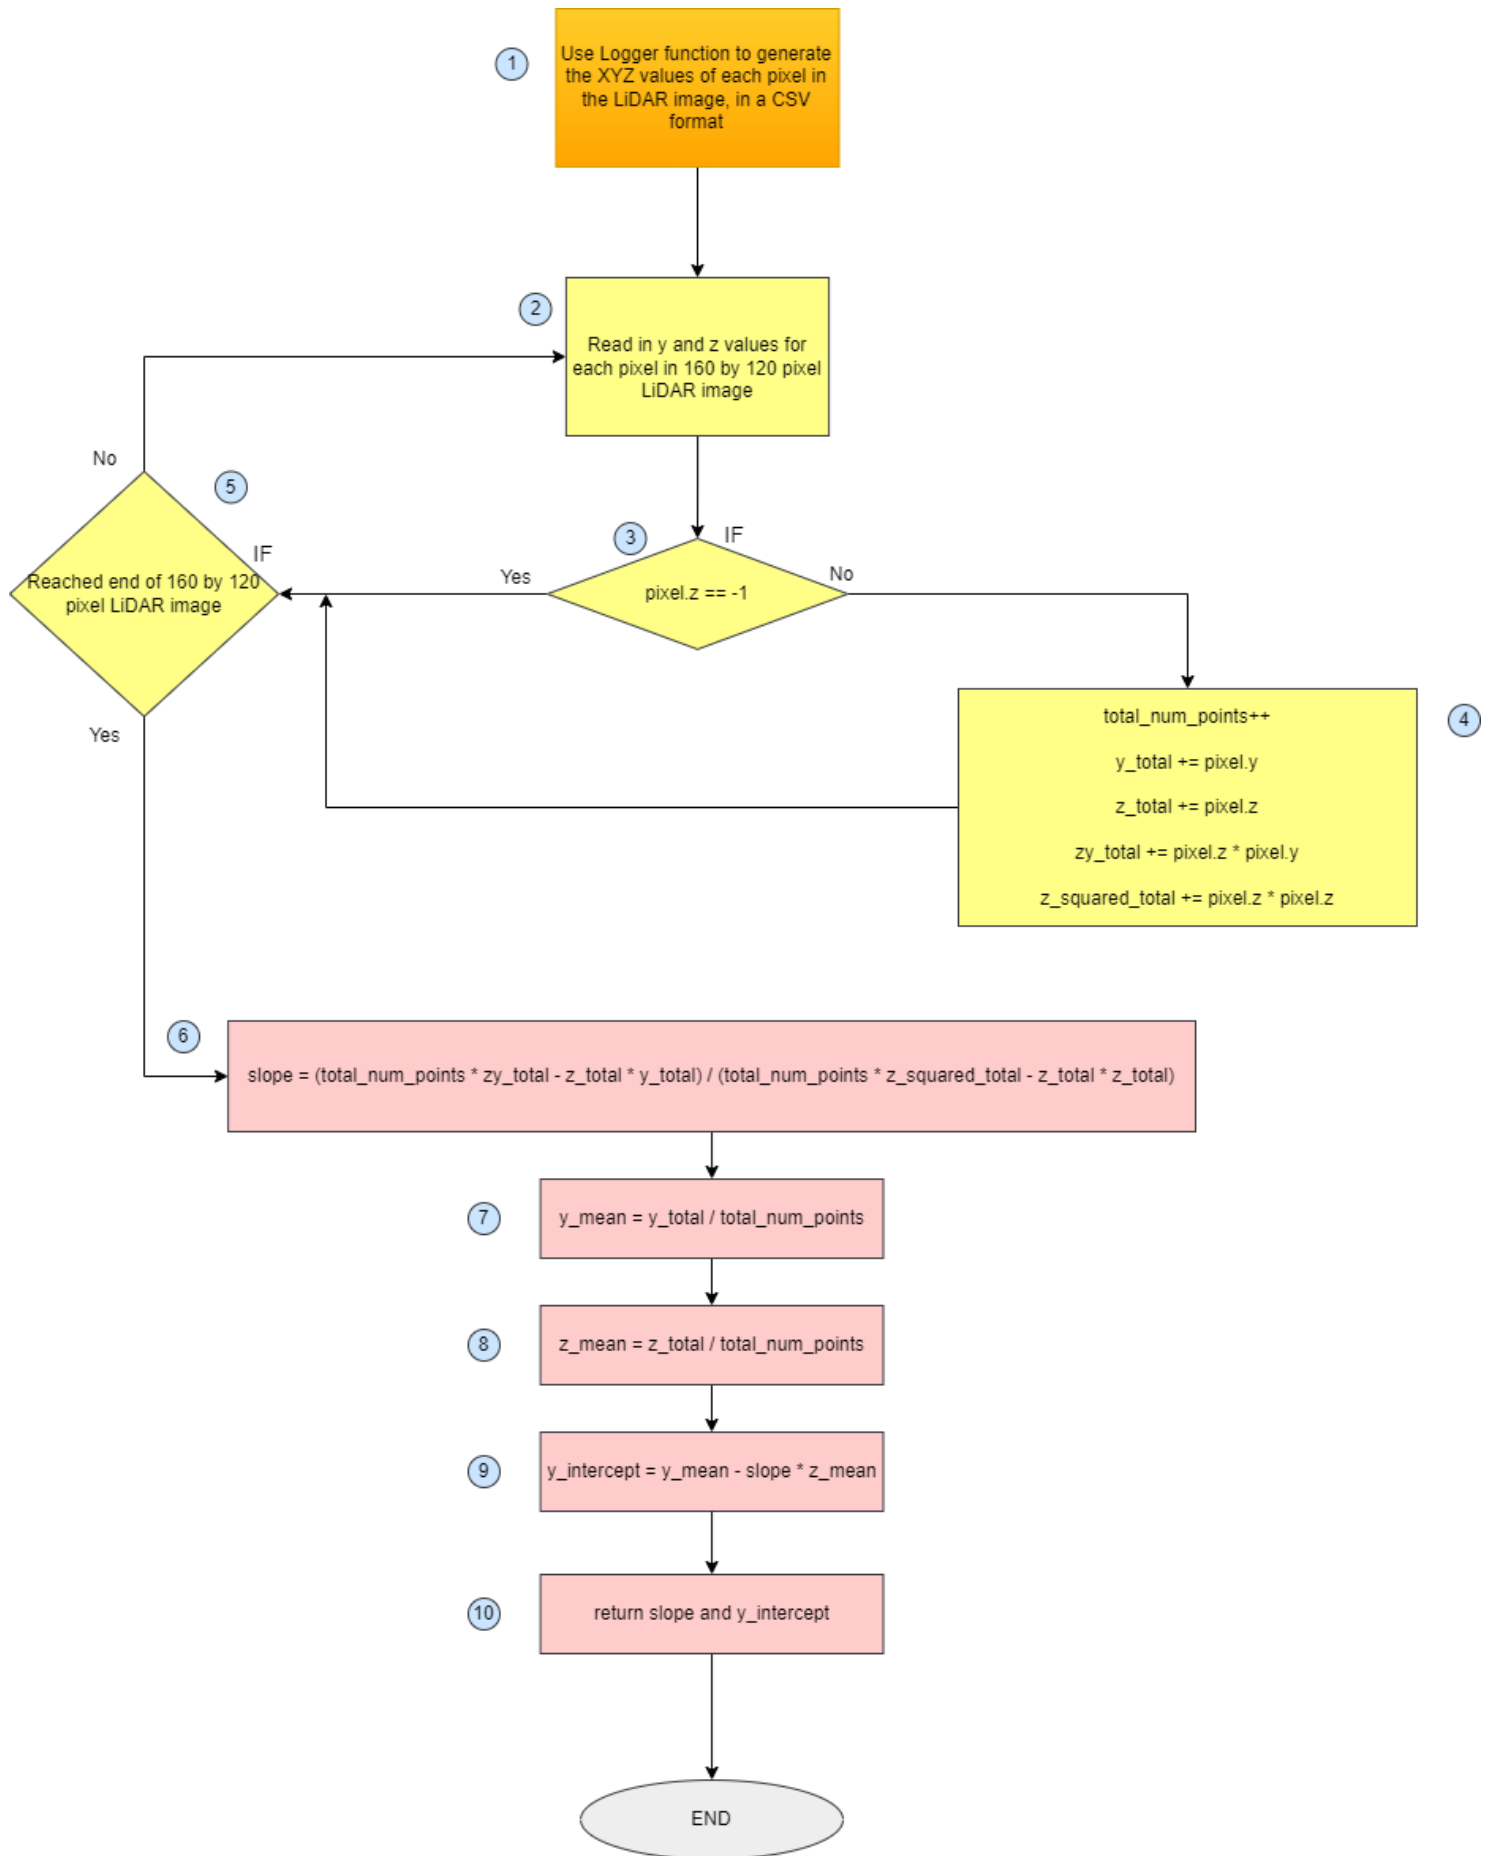 1
Use Logger function to generate
the XYZ values of each pixel in
the LiDAR image, in a CSV
format
2
Read in y and z values for
each pixel in 160 by 120 pixel
LiDAR image
No
5
IF
Reached end of 160 by 120
pixel LiDAR image
Yes
3
IF
Yes
pixel.z == -1
No
total_num_points++
y_total += pixel.y
z_total += pixel.z
zy_total += pixel.z * pixel.y
z_squared_total += pixel.z * pixel.z
4
6
slope = (total_num_points * zy_total - z_total * y_total) / (total_num_points * z_squared_total - z_total * z_total)
7
y_mean = y_total / total_num_points
8
z_mean = z_total / total_num_points
9
y_intercept = y_mean - slope * z_mean
10
return slope and y_intercept
END